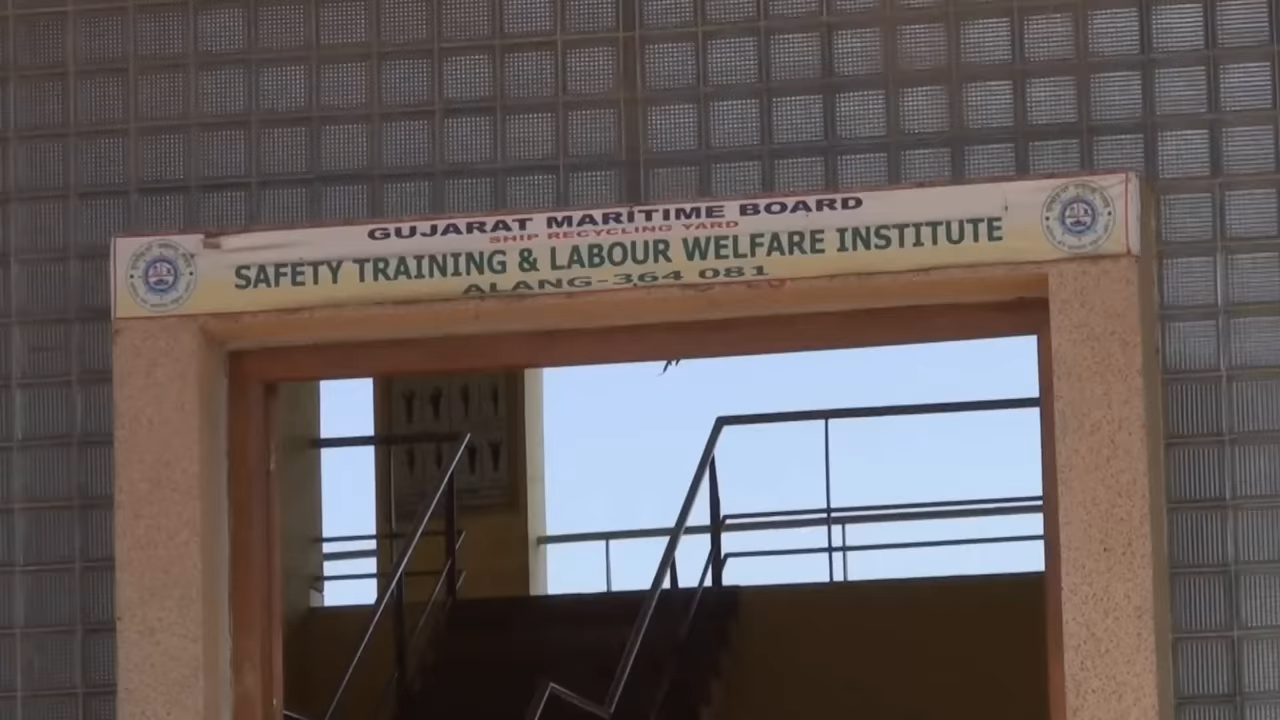 GUJARAT MARITIME BOARD
SHIP RECYCLING YARD
SAFETY TRAINING & LABOUR WELFARE INSTITUTE
ALANG-364 081